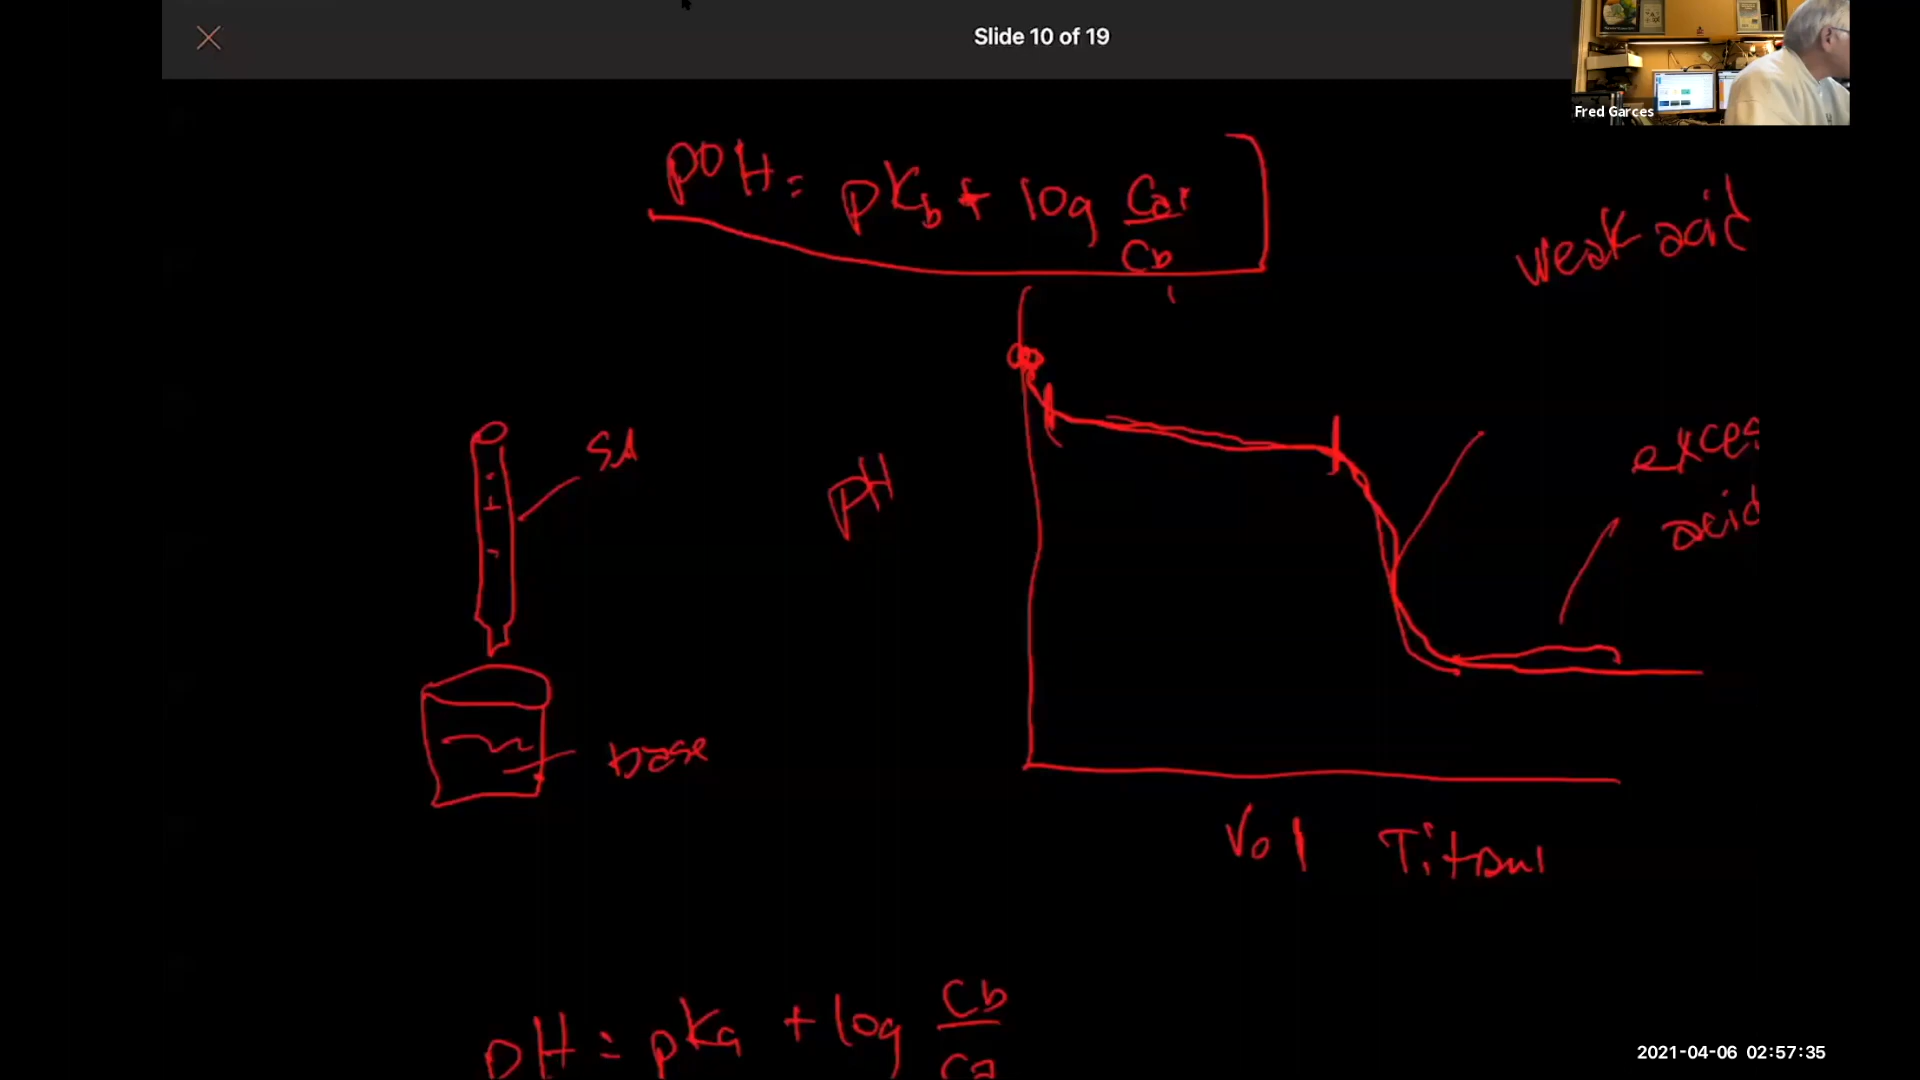 Slide 10 of 19
Fred Garces
pOH = pKb + log Ca / Cb
weak acid
SA
pH
exces
acid
base
Vol Titrant
pH = pKa + log Cb / Ca
2021-04-06 02:57:35